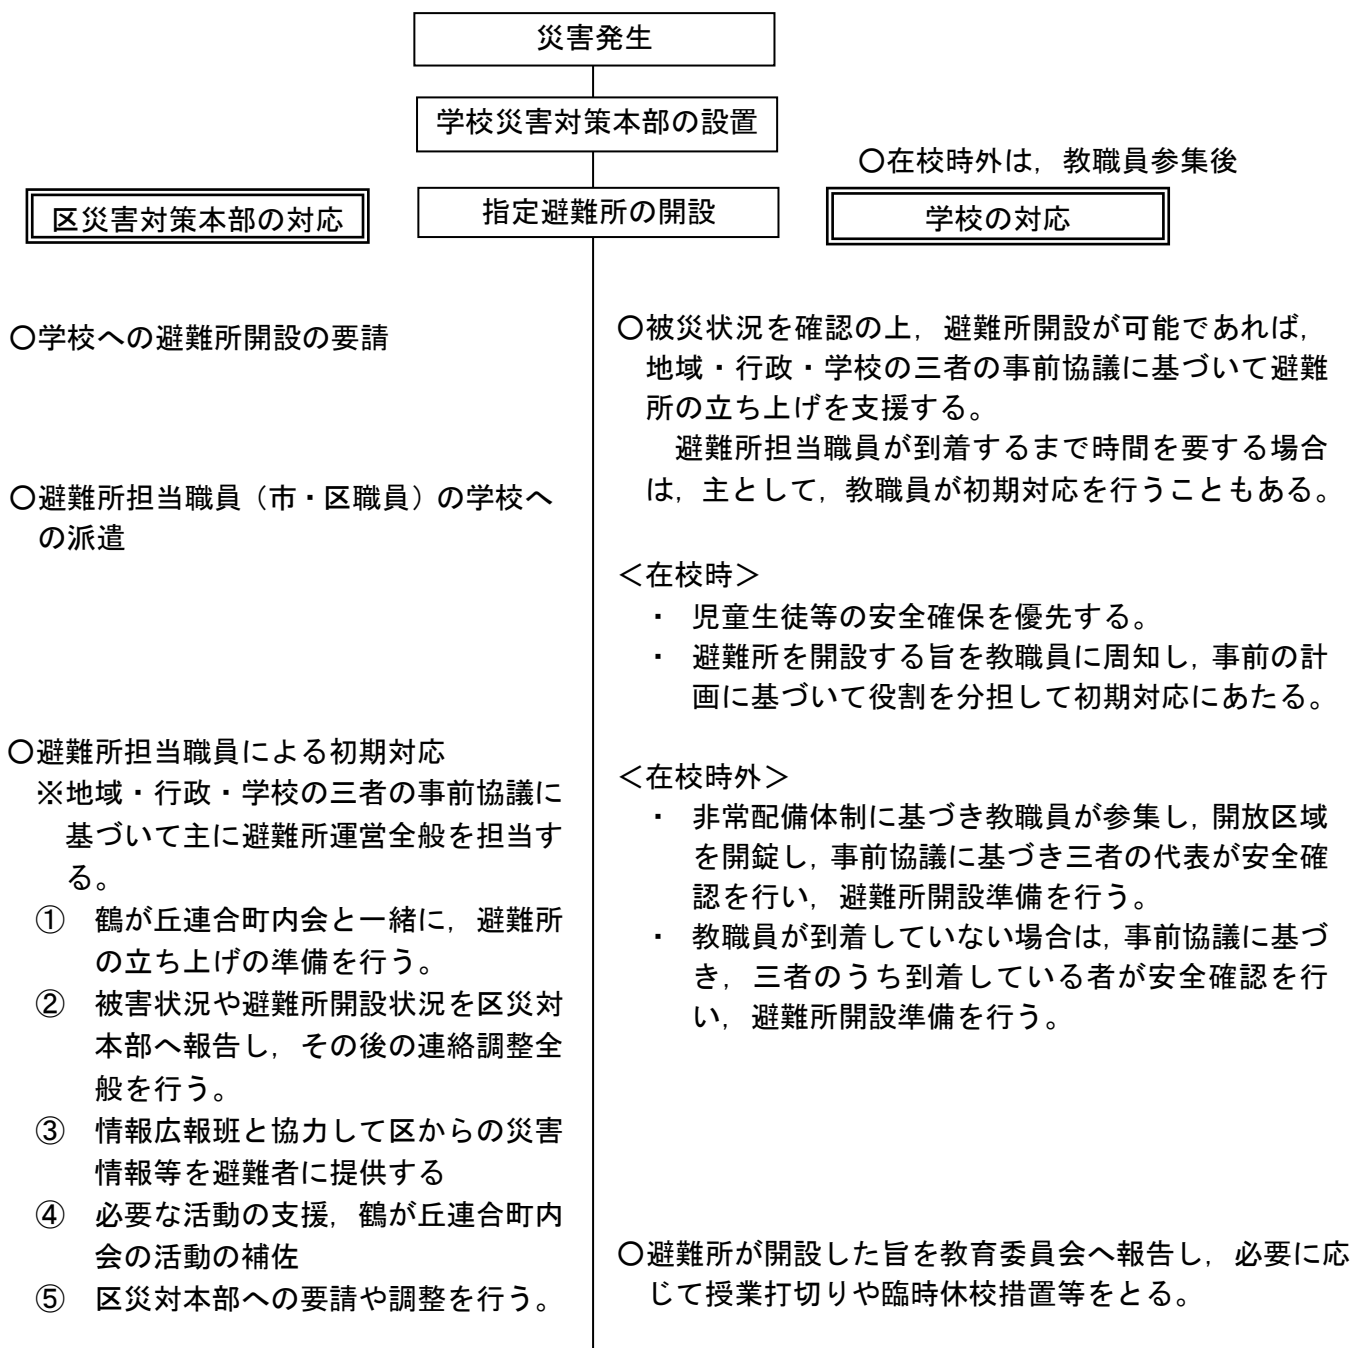 災害発生
学校災害対策本部の設置
〇在校時外は，教職員参集後
区災害対策本部の対応
指定避難所の開設
学校の対応
〇学校への避難所開設の要請
〇避難所担当職員（市・区職員）の学校へ
の派遣
〇避難所担当職員による初期対応
※地域・行政・学校の三者の事前協議に
基づいて主に避難所運営全般を担当す
る。
① 鶴が丘連合町内会と一緒に，避難所
の立ち上げの準備を行う。
② 被害状況や避難所開設状況を区災対
本部へ報告し，その後の連絡調整全
般を行う。
③ 情報広報班と協力して区からの災害
情報等を避難者に提供する
④ 必要な活動の支援，鶴が丘連合町内
会の活動の補佐
⑤ 区災対本部への要請や調整を行う。
〇被災状況を確認の上，避難所開設が可能であれば，
地域・行政・学校の三者の事前協議に基づいて避難
所の立ち上げを支援する。
避難所担当職員が到着するまで時間を要する場合
は，主として，教職員が初期対応を行うこともある。
＜在校時＞
・ 児童生徒等の安全確保を優先する。
・ 避難所を開設する旨を教職員に周知し，事前の計
画に基づいて役割を分担して初期対応にあたる。
＜在校時外＞
・ 非常配備体制に基づき教職員が参集し，開放区域
を開錠し，事前協議に基づき三者の代表が安全確
認を行い，避難所開設準備を行う。
・ 教職員が到着していない場合は，事前協議に基づ
き，三者のうち到着している者が安全確認を行
い，避難所開設準備を行う。
〇避難所が開設した旨を教育委員会へ報告し，必要に応
じて授業打切りや臨時休校措置等をとる。